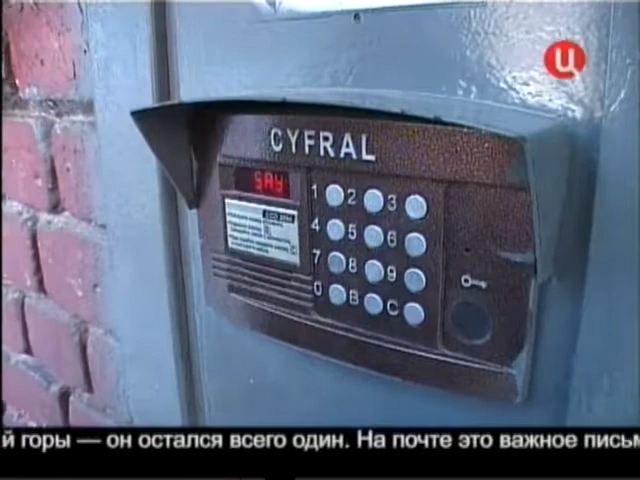 Ц
CYFRAL
SAY
1 2 3
4 5 6
7 8 9
0 B C
й горы — он остался всего один. На почте это важное письм